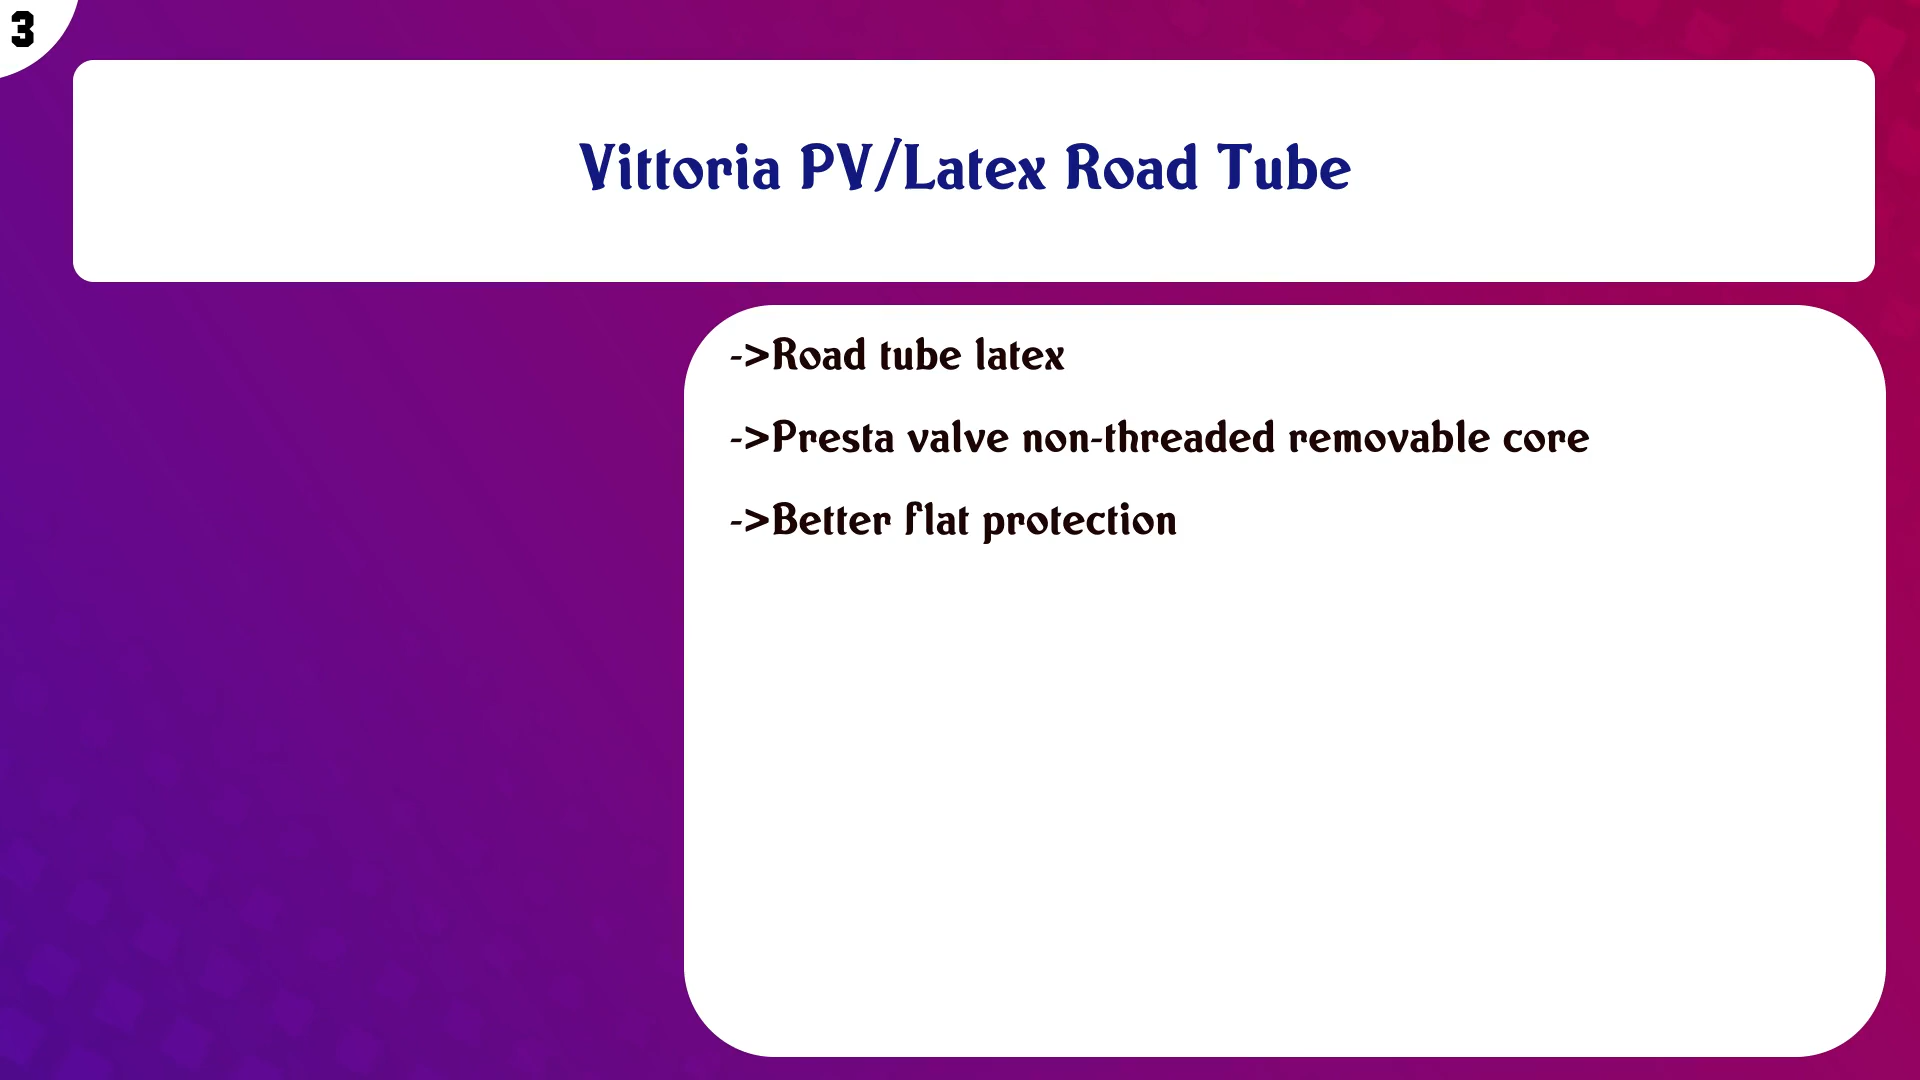 3
Vittoria PV/Latex Road Tube
->Road tube latex
->Presta valve non-threaded removable core
->Better flat protection